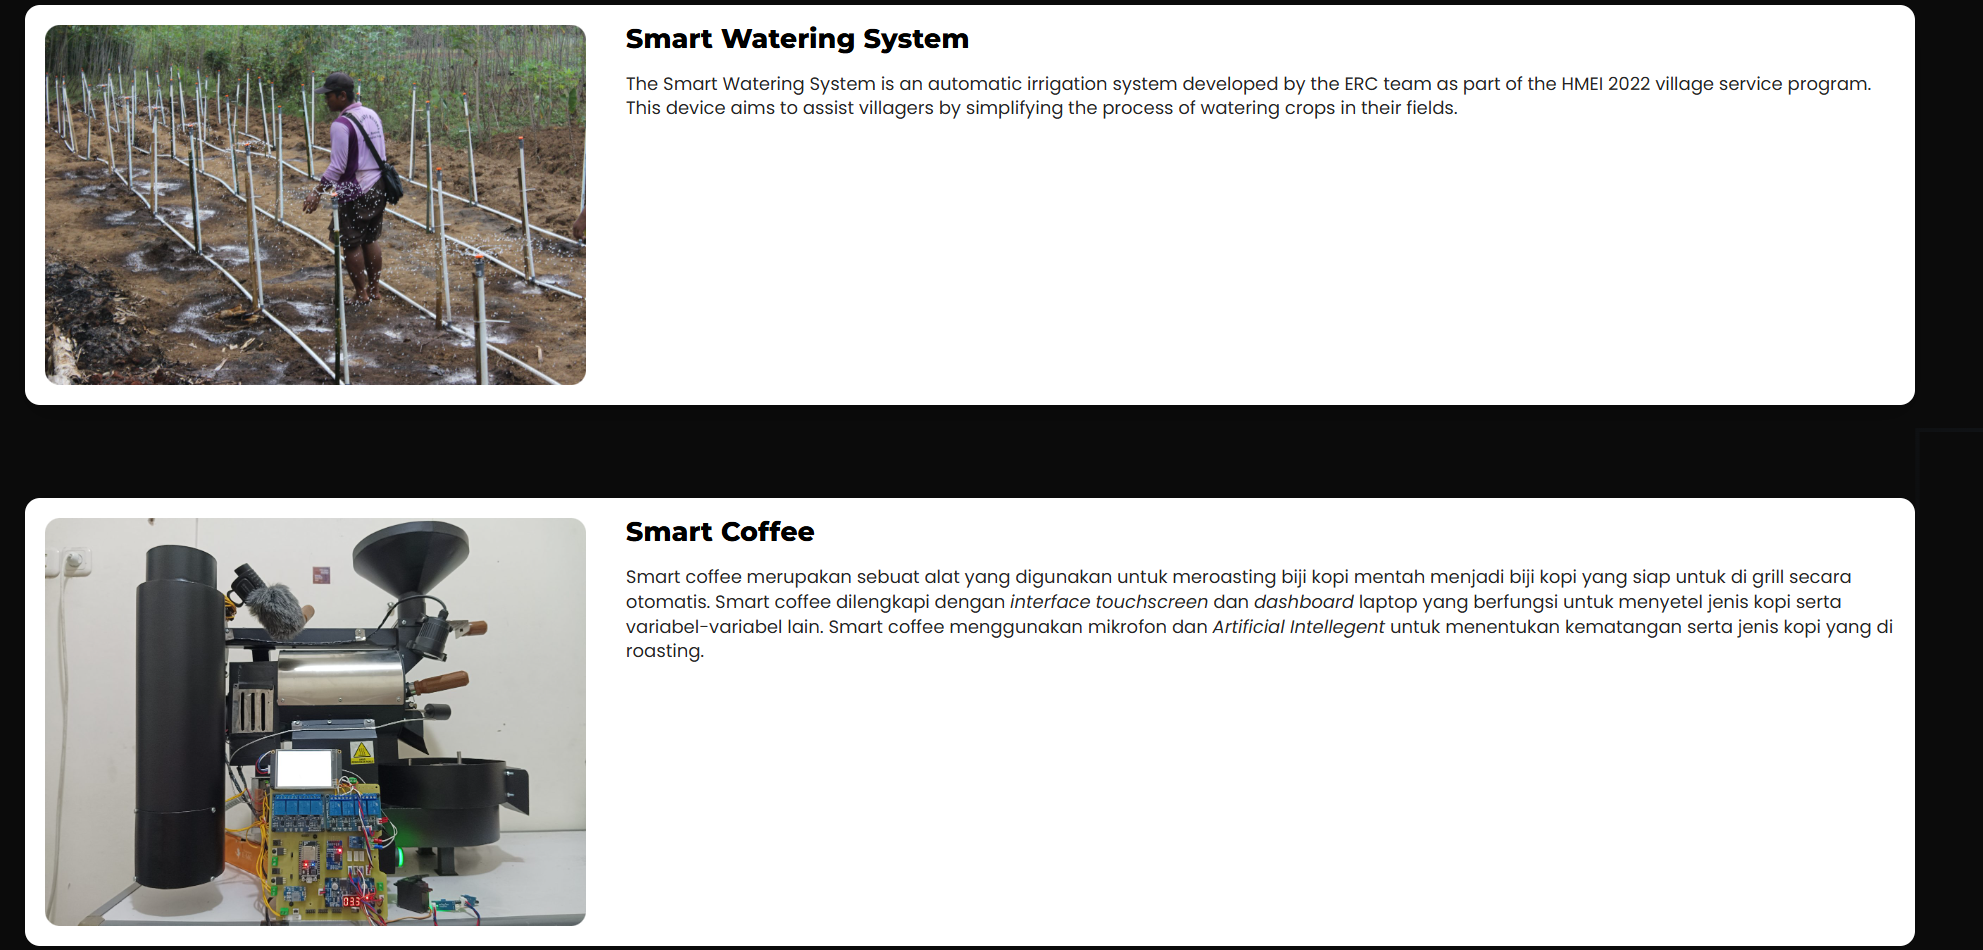 Smart Watering System
The Smart Watering System is an automatic irrigation system developed by the ERC team as part of the HMEI 2022 village service program.
This device aims to assist villagers by simplifying the process of watering crops in their fields.
Smart Coffee
Smart coffee merupakan sebuat alat yang digunakan untuk meroasting biji kopi mentah menjadi biji kopi yang siap untuk di grill secara
otomatis. Smart coffee dilengkapi dengan interface touchscreen dan dashboard laptop yang berfungsi untuk menyetel jenis kopi serta
variabel-variabel lain. Smart coffee menggunakan mikrofon dan Artificial Intellegent untuk menentukan kematangan serta jenis kopi yang di
roasting.
033